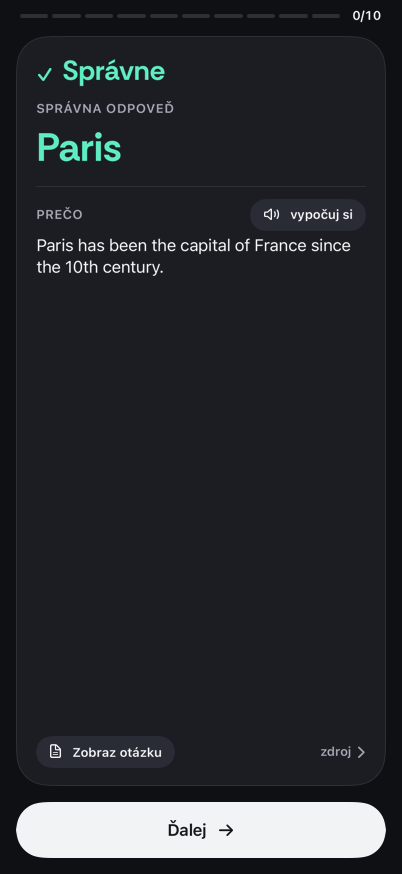 0/10
Správne
SPRÁVNA ODPOVEĎ
Paris
PREČO
vypočuj si
Paris has been the capital of France since
the 10th century.
Zobraz otázku
zdroj
Ďalej